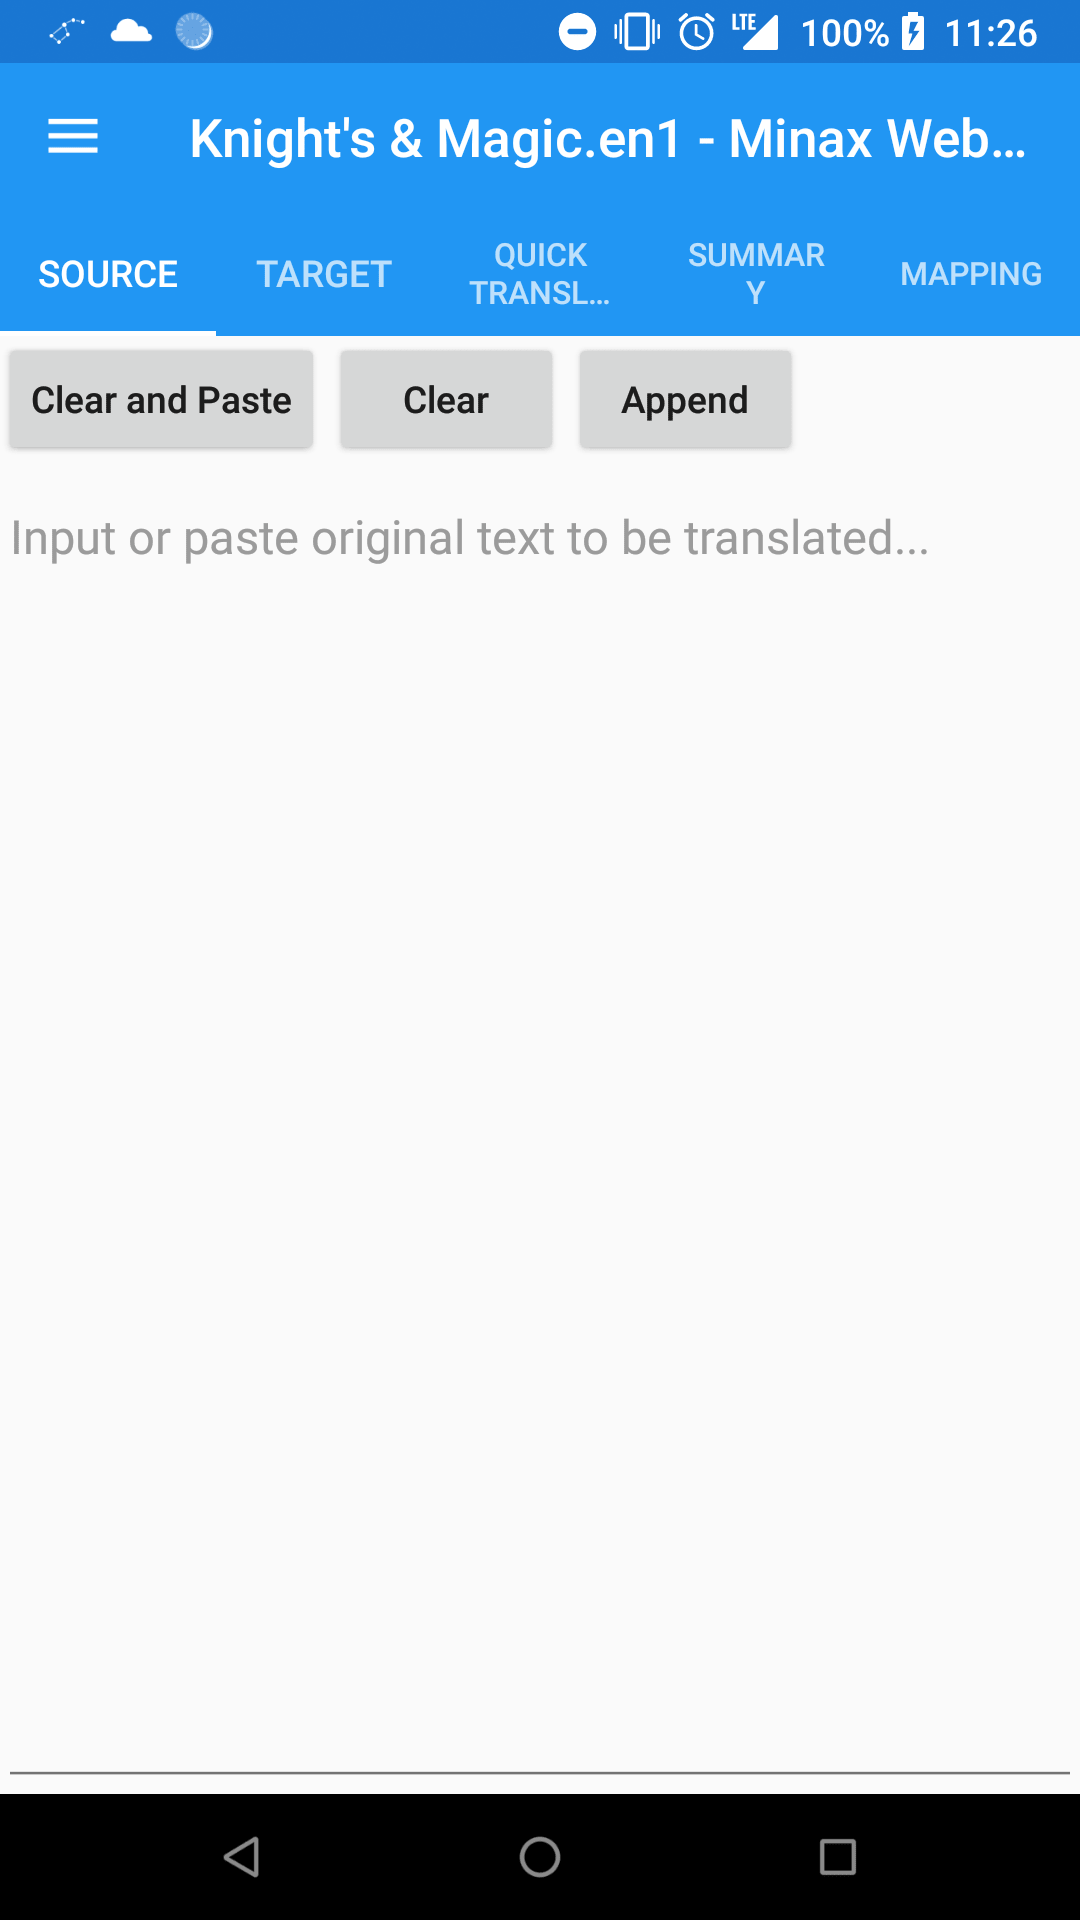 LTE 100% 11:26
Knight's & Magic.en1 - Minax Web...
SOURCE
TARGET
QUICK
TRANSL...
SUMMAR
Y
MAPPING
Clear and Paste
Clear
Append
Input or paste original text to be translated...